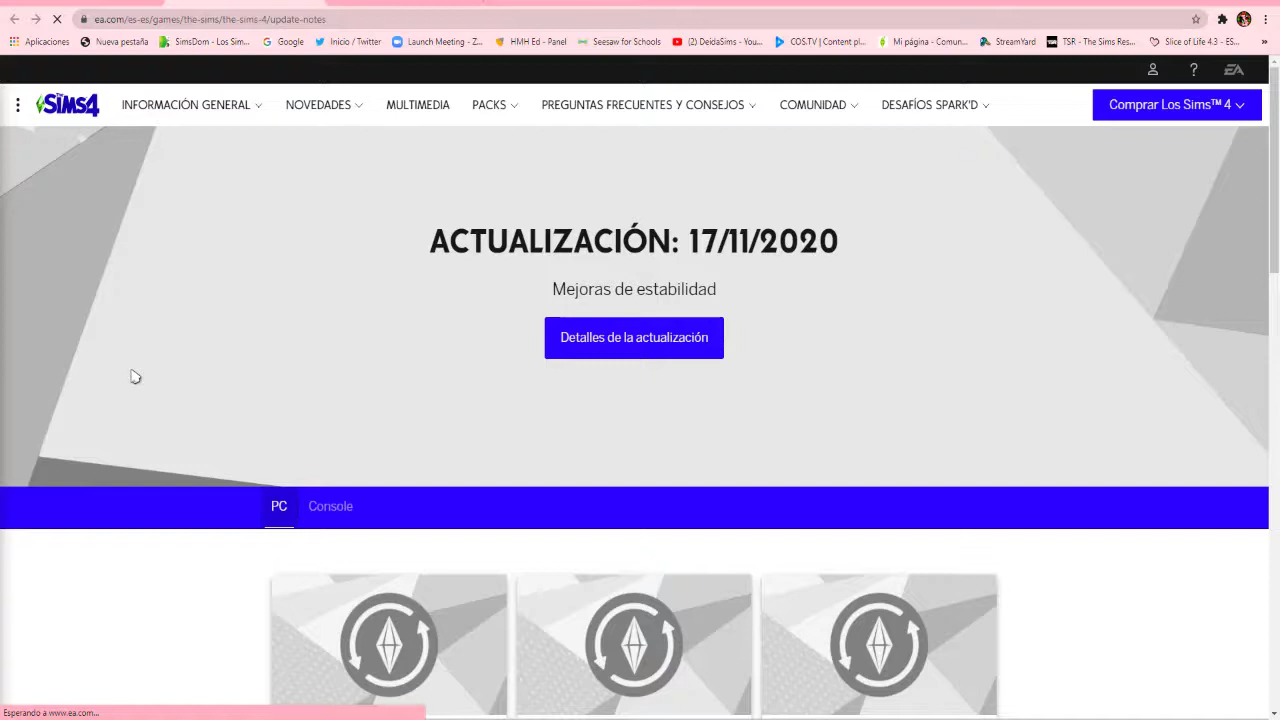 ea.com/es-es/games/the-sims/the-sims-4/update-notes
Aplicaciones Nueva pestaña SimsDom - Los Sim... Google Inicio / Twitter Launch Meeting - Z... HMH Ed - Panel Seesaw for Schools (2) DeidaSims - You... COS.TV | Content pl... Mi página - Comun... StreamYard TSR - The Sims Res... Slice of Life 4.3 - ES... »
? EA
The SiMS4 INFORMACIÓN GENERAL NOVEDADES MULTIMEDIA PACKS PREGUNTAS FRECUENTES Y CONSEJOS COMUNIDAD DESAFÍOS SPARK'D Comprar Los Sims™ 4
ACTUALIZACIÓN: 17/11/2020
Mejoras de estabilidad
Detalles de la actualización
PC Console
Esperando a www.ea.com...